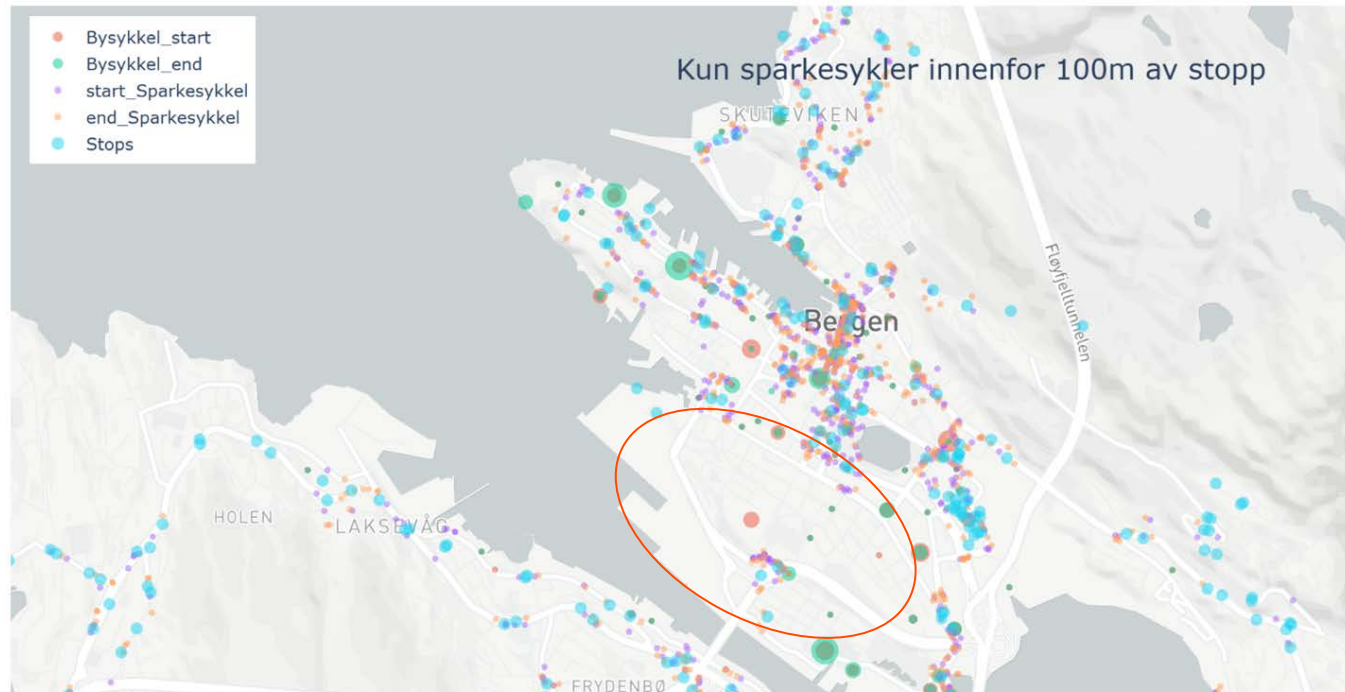 Bysykkel_start
Bysykkel_end
start_Sparkesykkel
end_Sparkesykkel
Stops
Kun sparkesykler innenfor 100m av stopp
SKUTEVIKEN
Fløyfjelltunnelen
Bergen
HOLEN
LAKSEVÅG
FRYDENBØ